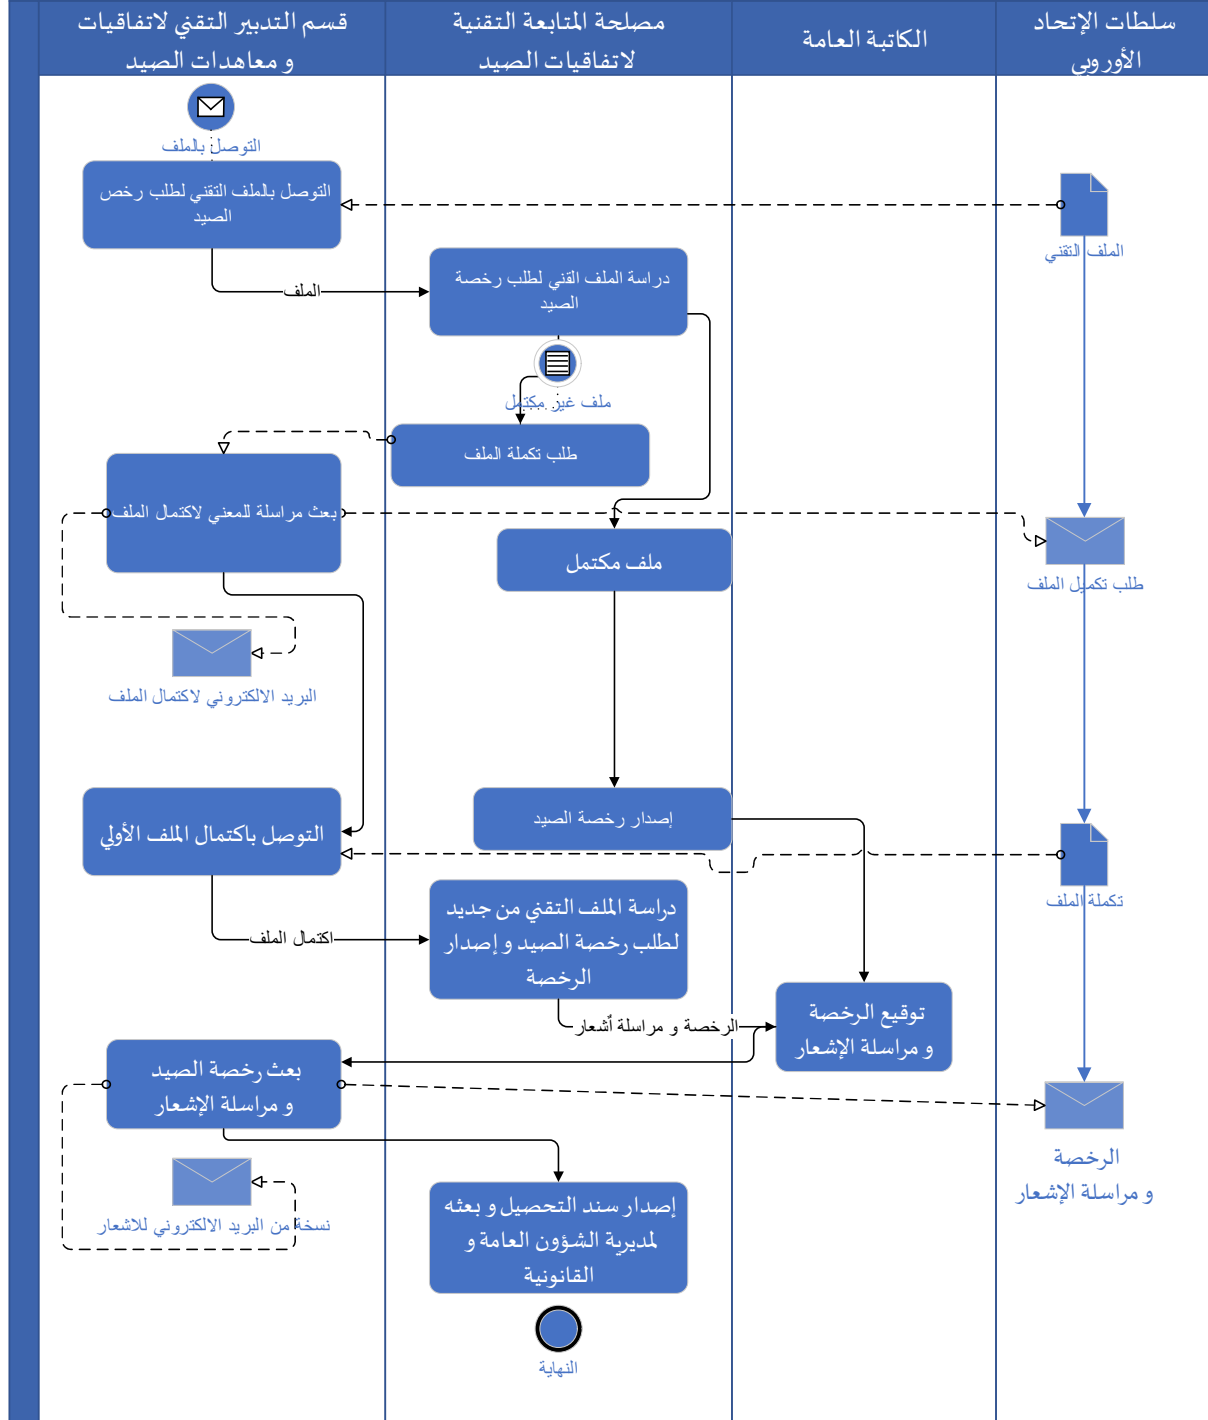 سلطات الإتحاد
الأوروبي
الكاتبة العامة
مصلحة المتابعة التقنية
لاتفاقيات الصيد
قسم التدبير التقني لاتفاقيات
و معاهدات الصيد
التوصل بالملف
التوصل بالملف التقني لطلب رخص
الصيد
الملف التقني
الملف
دراسة الملف القني لطلب رخصة
الصيد
ملف غير مكتمل
طلب تكملة الملف
بعث مراسلة للمعني لاكتمال الملف
ملف مكتمل
طلب تكميل الملف
البريد الالكتروني لاكتمال الملف
إصدار رخصة الصيد
التوصل باكتمال الملف الأولي
تكملة الملف
اكتمال الملف
دراسة الملف التقني من جديد
لطلب رخصة الصيد و إصدار
الرخصة
توقيع الرخصة
و مراسلة الإشعار
الرخصة و مراسلة أشعار
بعث رخصة الصيد
و مراسلة الإشعار
الرخصة
و مراسلة الإشعار
نسخة من البريد الالكتروني للاشعار
إصدار سند التحصيل و بعثه
لمديرية الشؤون العامة و
القانونية
النهاية